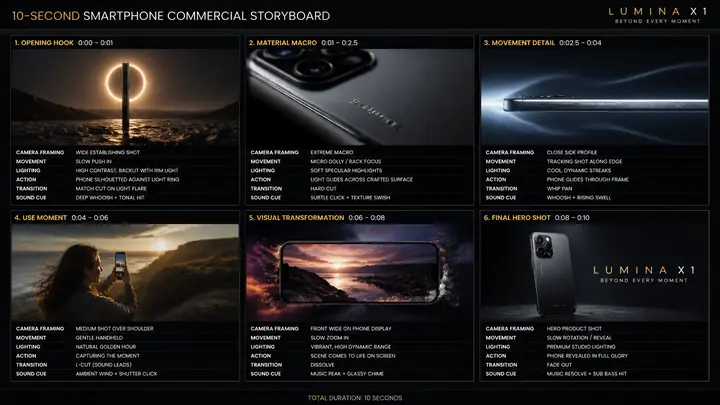 10-SECOND SMARTPHONE COMMERCIAL STORYBOARD
LUMINA X1
BEYOND EVERY MOMENT
1. OPENING HOOK 0:00 – 0:01
CAMERA FRAMING WIDE ESTABLISHING SHOT
MOVEMENT SLOW PUSH IN
LIGHTING HIGH CONTRAST, BACKLIT WITH RIM LIGHT
ACTION PHONE SILHOUETTED AGAINST LIGHT RING
TRANSITION MATCH CUT ON LIGHT FLARE
SOUND CUE DEEP WHOOSH + TONAL HIT
2. MATERIAL MACRO 0:01 – 0:2.5
CAMERA FRAMING EXTREME MACRO
MOVEMENT MICRO DOLLY / RACK FOCUS
LIGHTING SOFT SPECULAR HIGHLIGHTS
ACTION LIGHT GLIDES ACROSS CRAFTED SURFACE
TRANSITION HARD CUT
SOUND CUE SUBTLE CLICK + TEXTURE SWISH
3. MOVEMENT DETAIL 0:02.5 – 0:04
CAMERA FRAMING CLOSE SIDE PROFILE
MOVEMENT TRACKING SHOT ALONG EDGE
LIGHTING COOL DYNAMIC STREAKS
ACTION PHONE GLIDES THROUGH FRAME
TRANSITION WHIP PAN
SOUND CUE WHOOSH + RISING SWELL
4. USE MOMENT 0:04 – 0:06
CAMERA FRAMING MEDIUM SHOT OVER SHOULDER
MOVEMENT GENTLE HANDHELD
LIGHTING NATURAL GOLDEN HOUR
ACTION CAPTURING THE MOMENT
TRANSITION L-CUT (SOUND LEADS)
SOUND CUE AMBIENT WIND + SHUTTER CLICK
5. VISUAL TRANSFORMATION 0:06 – 0:08
CAMERA FRAMING FRONT WIDE ON PHONE DISPLAY
MOVEMENT SLOW ZOOM IN
LIGHTING VIBRANT, HIGH DYNAMIC RANGE
ACTION SCENE COMES TO LIFE ON SCREEN
TRANSITION DISSOLVE
SOUND CUE MUSIC PEAK + GLASSY CHIME
6. FINAL HERO SHOT 0:08 – 0:10
LUMINA X1
BEYOND EVERY MOMENT
CAMERA FRAMING HERO PRODUCT SHOT
MOVEMENT SLOW ROTATION / REVEAL
LIGHTING PREMIUM STUDIO LIGHTING
ACTION PHONE REVEALED IN FULL GLORY
TRANSITION FADE OUT
SOUND CUE MUSIC RESOLVE + SUB BASS HIT
TOTAL DURATION: 10 SECONDS